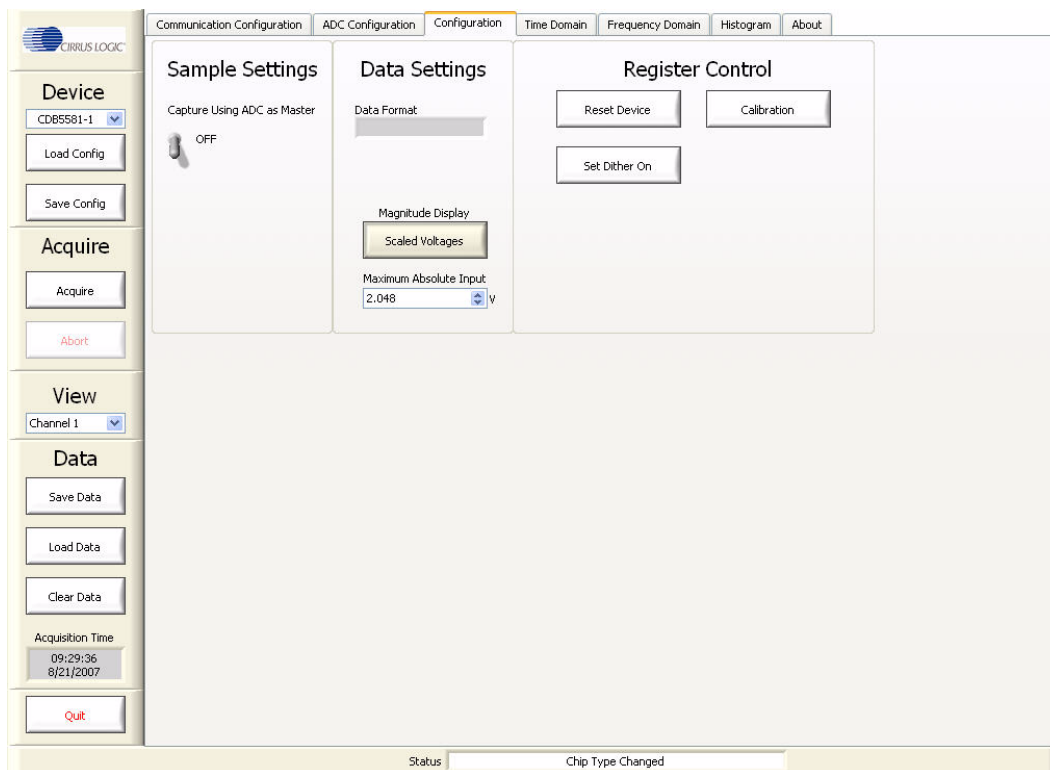 CIRRUS LOGIC
Device
CDB5581-1
Load Config
Save Config
Acquire
Acquire
Abort
View
Channel 1
Data
Save Data
Load Data
Clear Data
Acquisition Time
09:29:36
8/21/2007
Quit
Communication Configuration
ADC Configuration
Configuration
Time Domain
Frequency Domain
Histogram
About
Sample Settings
Capture Using ADC as Master
OFF
Data Settings
Data Format
Magnitude Display
Scaled Voltages
Maximum Absolute Input
2.048 V
Register Control
Reset Device
Calibration
Set Dither On
Status
Chip Type Changed